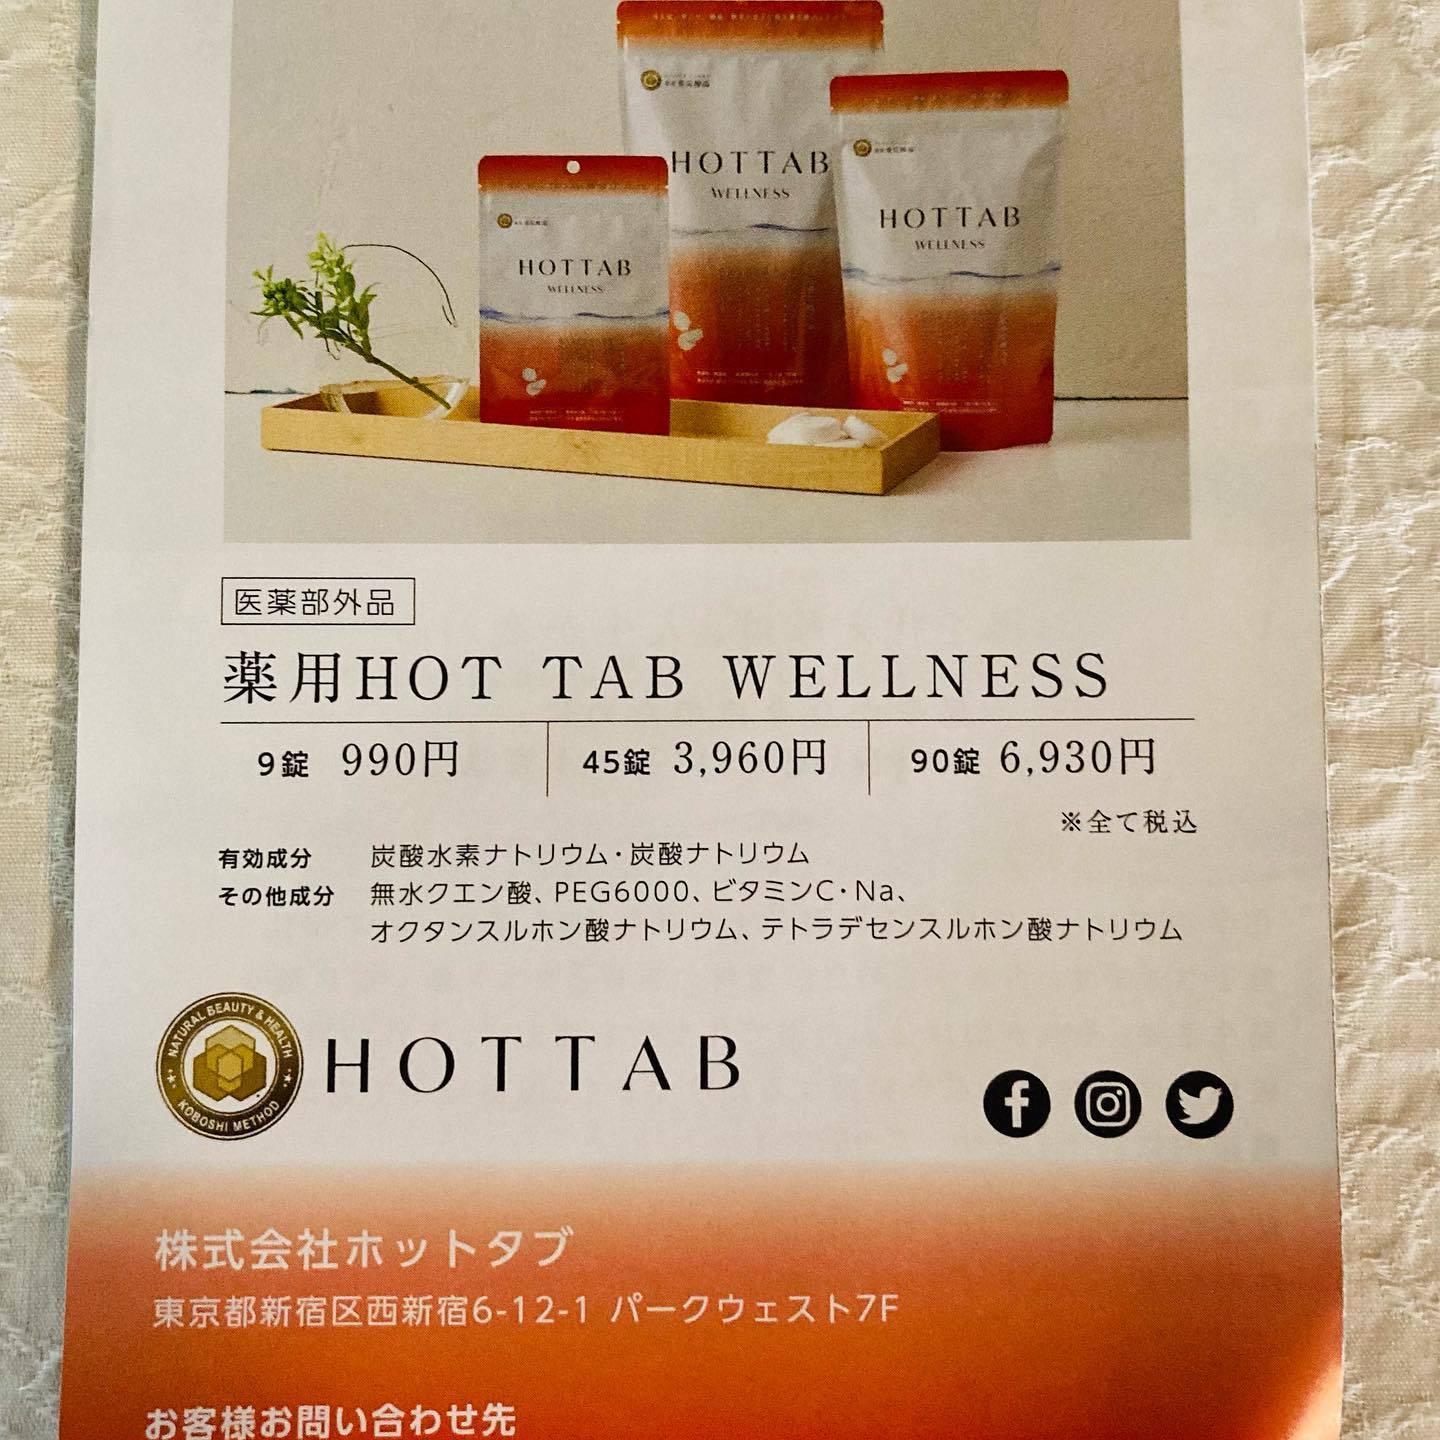 HOTTAB
WELLNESS
HOTTAB
WELLNESS
HOTTAB
WELLNESS
医薬部外品
薬用HOT TAB WELLNESS
9錠 990円 45錠 3,960円 90錠 6,930円
※全て税込
有効成分 炭酸水素ナトリウム・炭酸ナトリウム
その他成分 無水クエン酸、PEG6000、ビタミンC・Na、
オクタンスルホン酸ナトリウム、テトラデセンスルホン酸ナトリウム
NATURAL BEAUTY & HEALTH
KOBOSHI METHOD
HOTTAB
株式会社ホットタブ
東京都新宿区西新宿6-12-1 パークウェスト7F
お客様お問い合わせ先